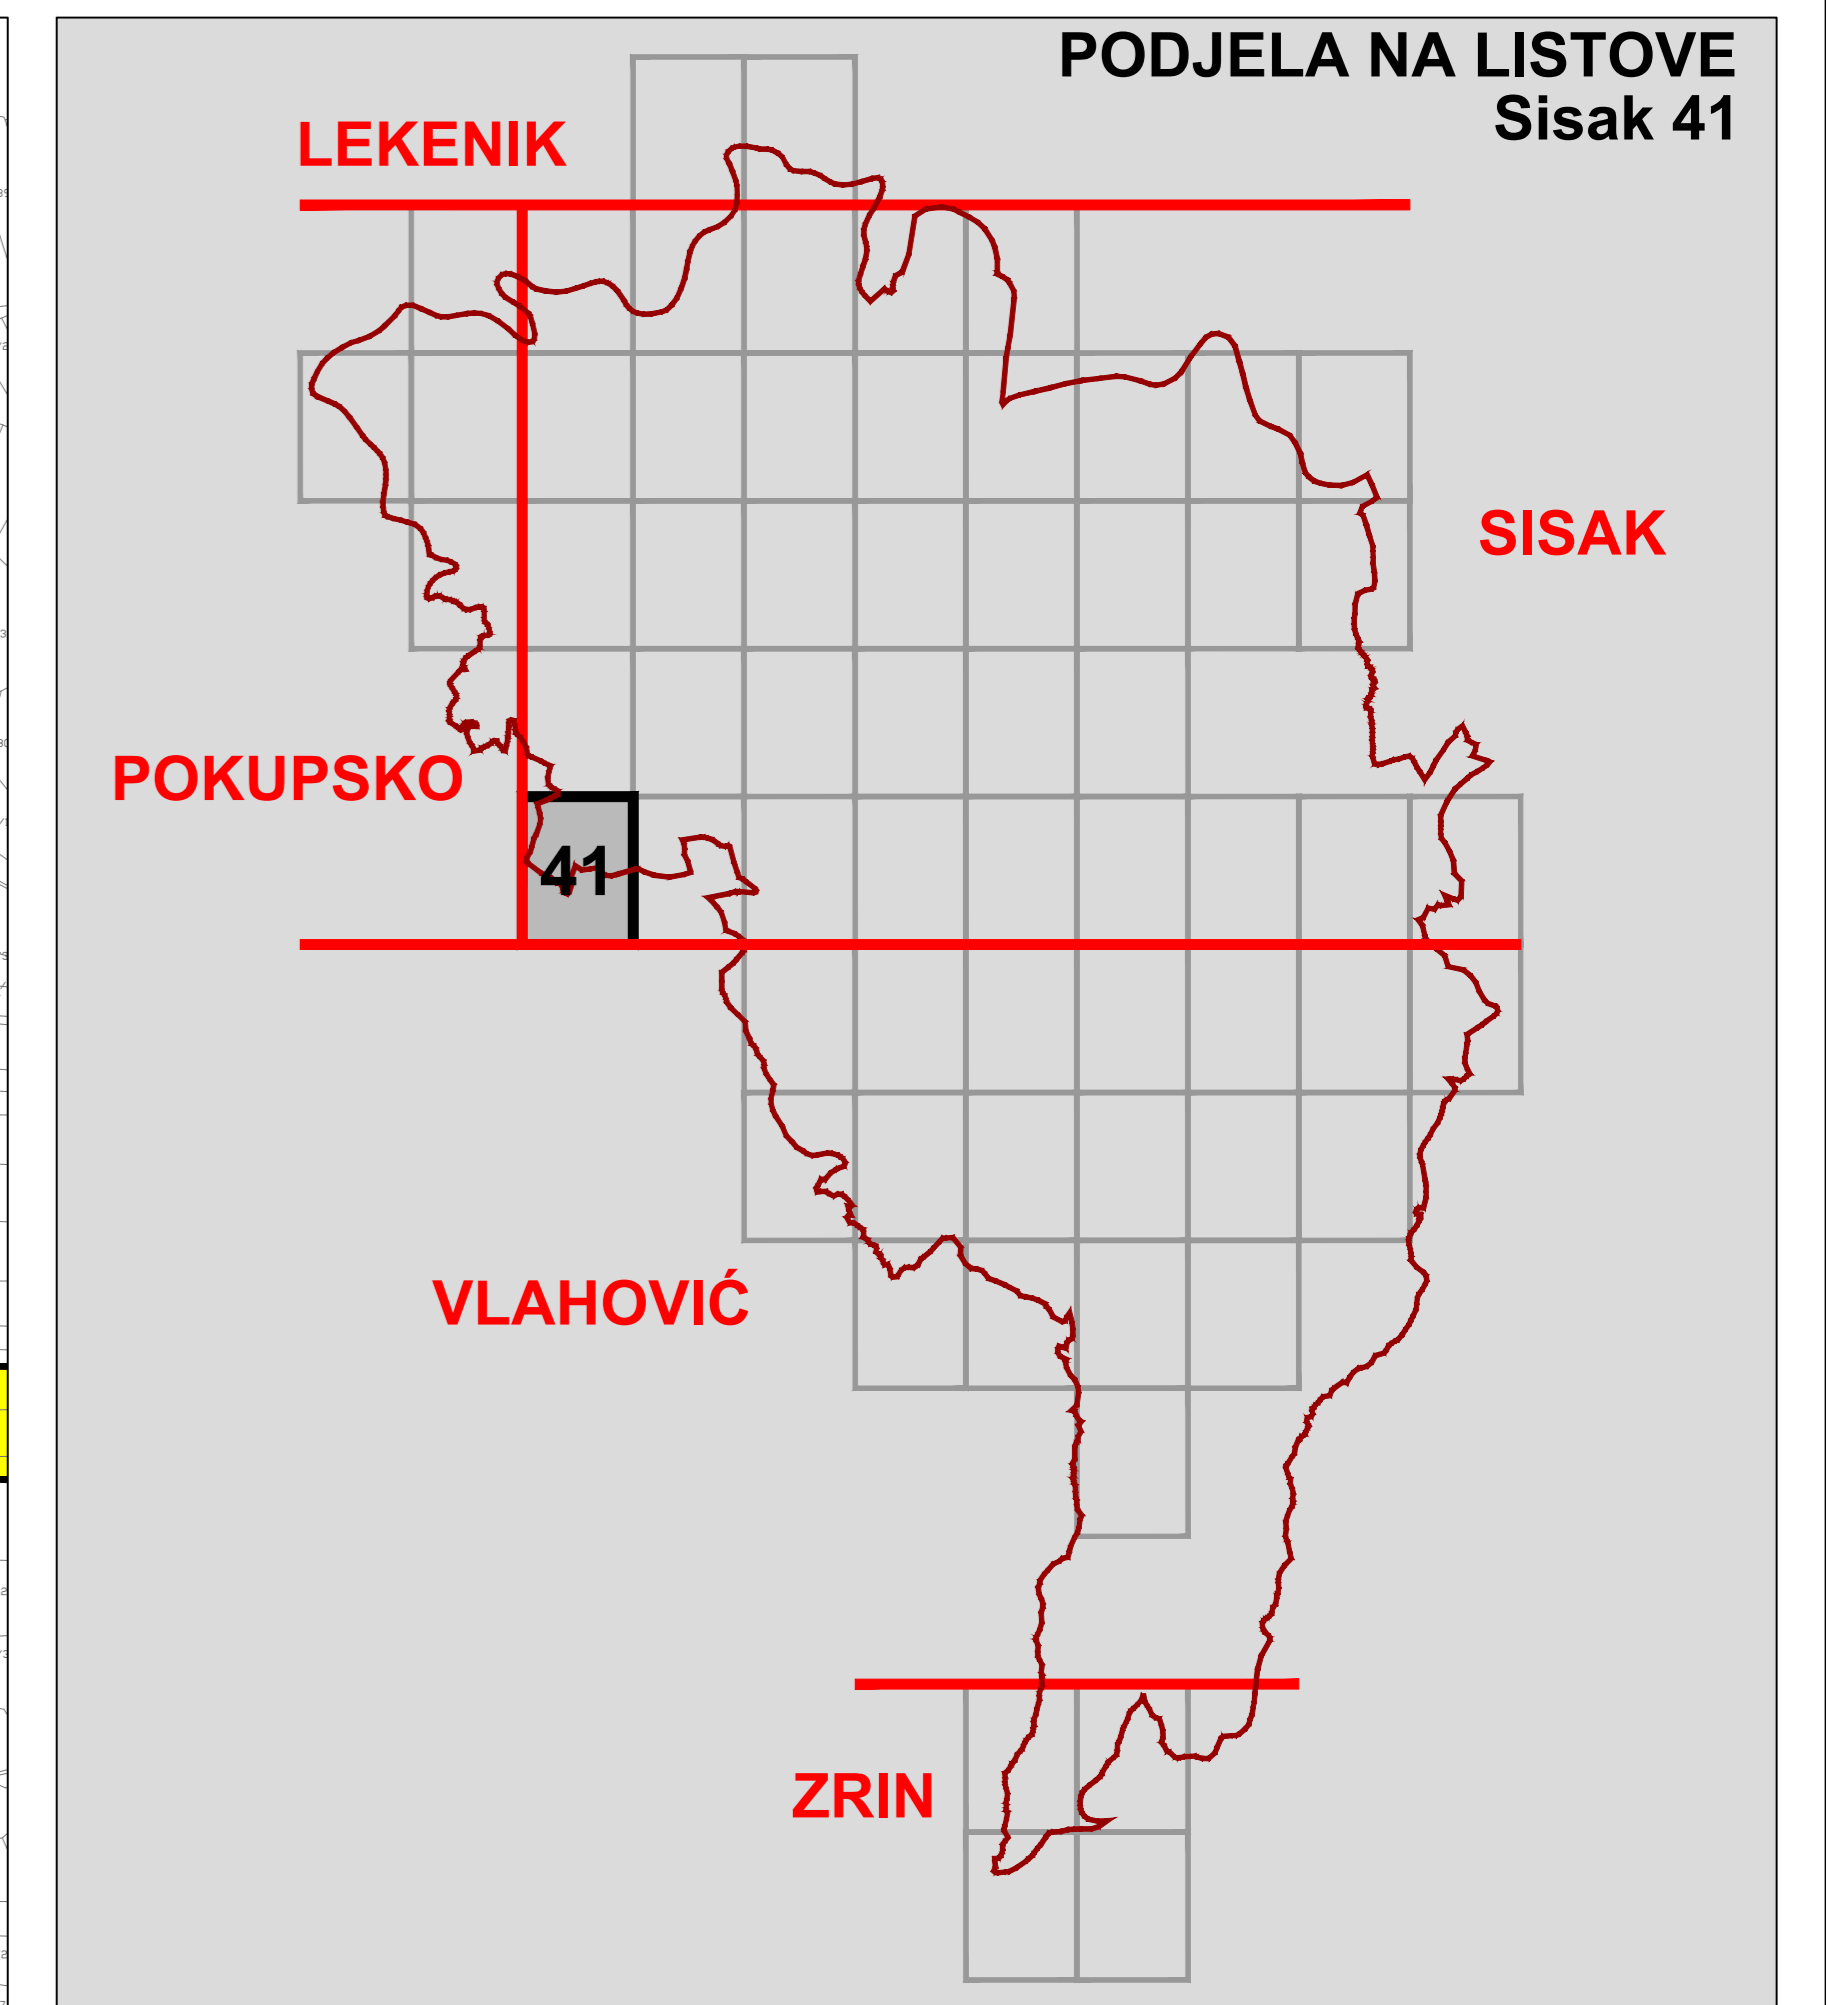 PODJELA NA LISTOVE
Sisak 41
LEKENIK
SISAK
POKUPSKO
41
VLAHOVIĆ
ZRIN